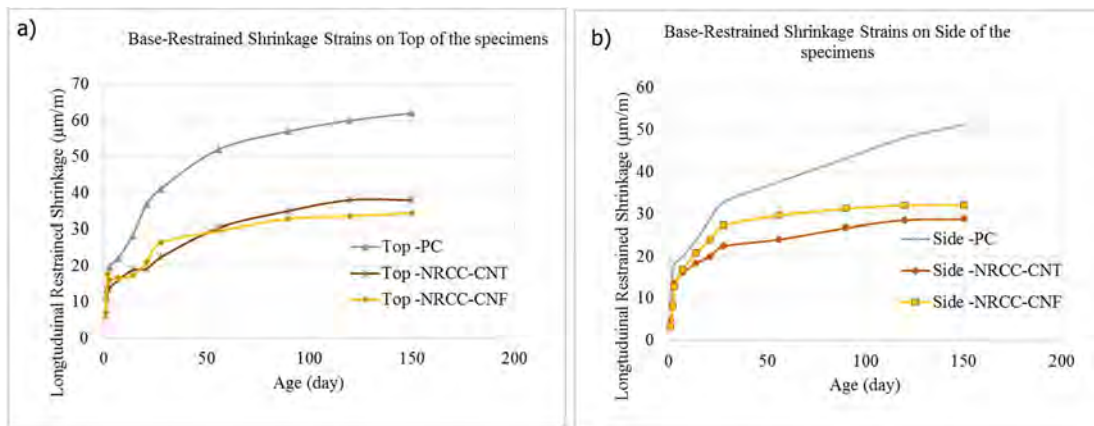 a)
Base-Restrained Shrinkage Strains on Top of the specimens
Longtuduinal Restrained Shrinkage (µm/m)
70
60
50
40
30
20
10
0
Top -PC
Top -NRCC-CNT
Top -NRCC-CNF
0 50 100 150 200
Age (day)
b)
Base-Restrained Shrinkage Strains on Side of the
specimens
Longtuduinal Restrained Shrinkage (µm/m)
60
50
40
30
20
10
0
Side -PC
Side -NRCC-CNT
Side -NRCC-CNF
0 50 100 150 200
Age (day)